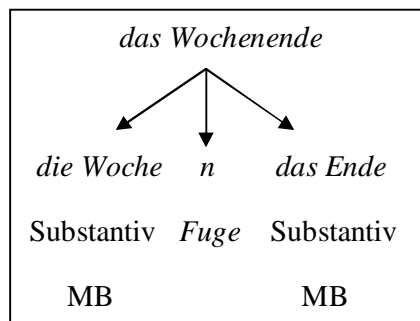 das Wochenende
die Woche n das Ende
Substantiv Fuge Substantiv
MB MB